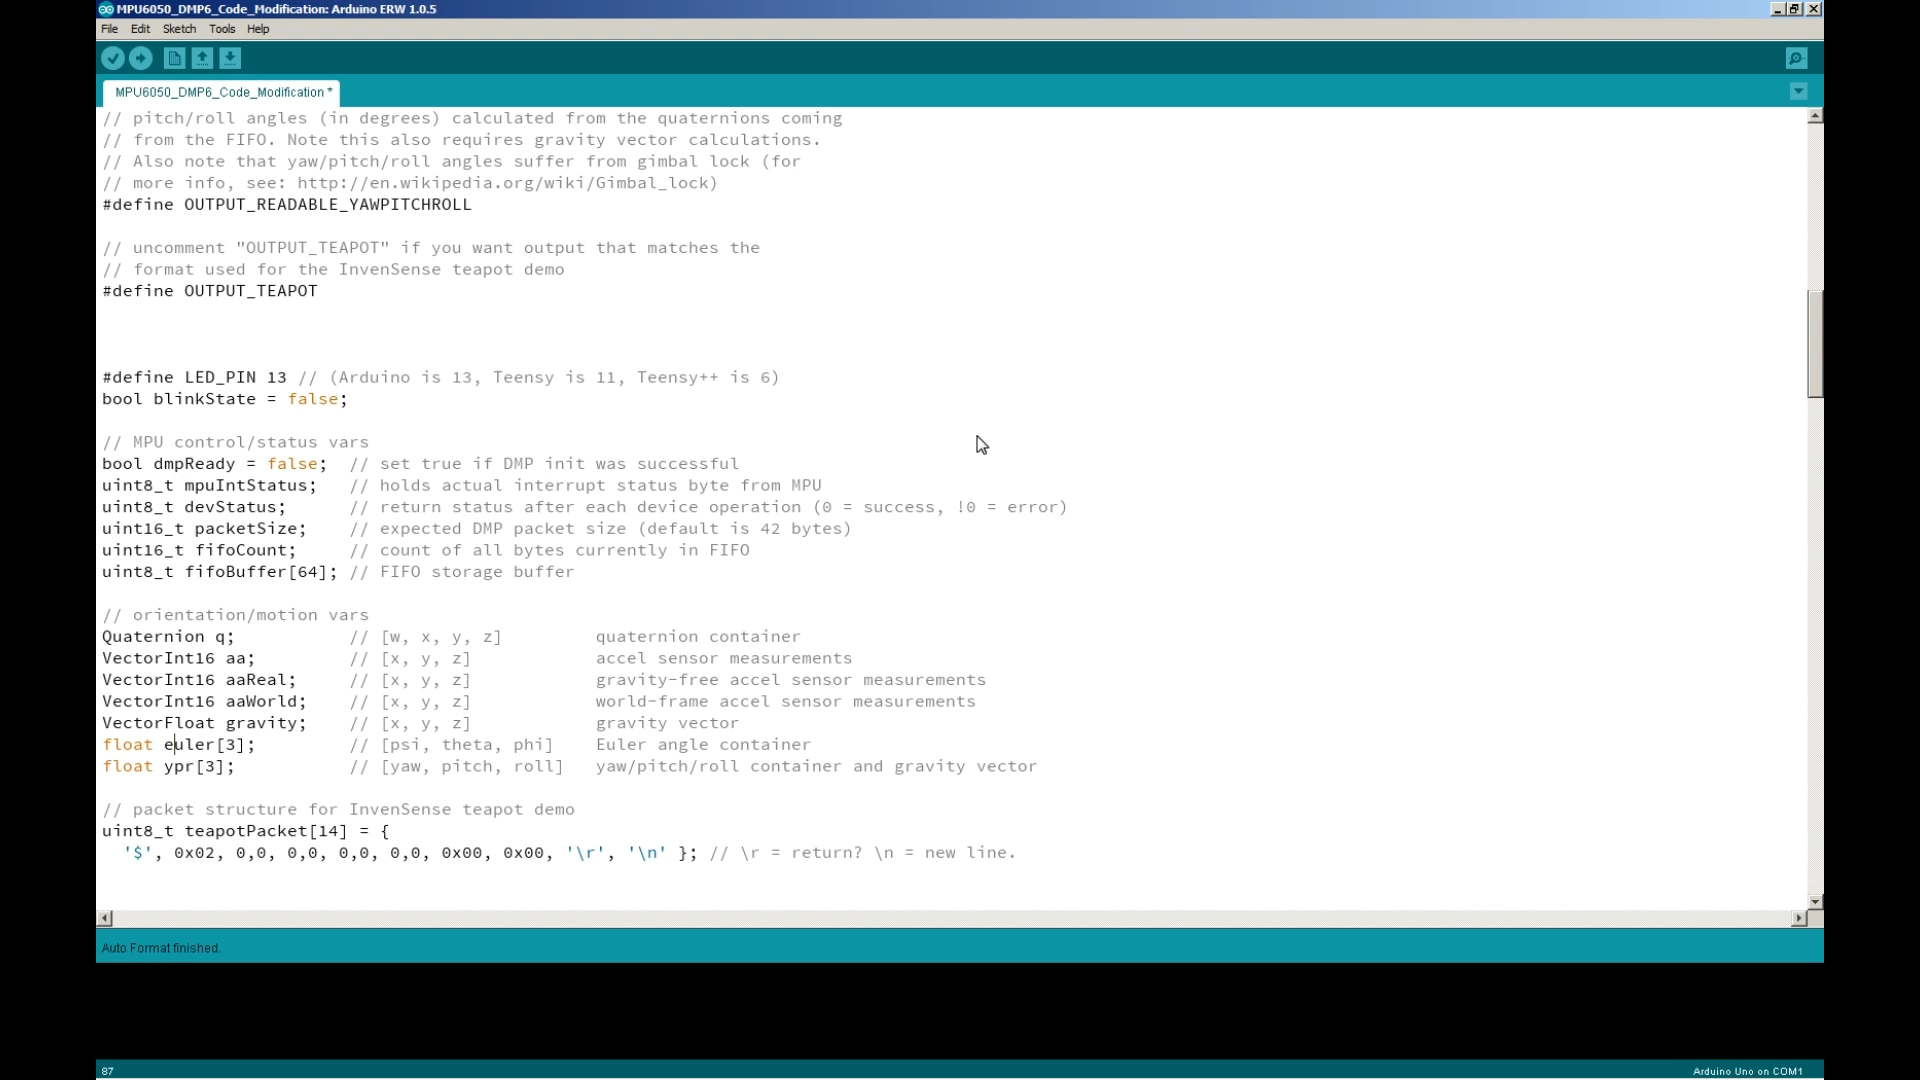 MPU6050_DMP6_Code_Modification: Arduino ERW 1.0.5
File Edit Sketch Tools Help
MPU6050_DMP6_Code_Modification *
// pitch/roll angles (in degrees) calculated from the quaternions coming
// from the FIFO. Note this also requires gravity vector calculations.
// Also note that yaw/pitch/roll angles suffer from gimbal lock (for
// more info, see: http://en.wikipedia.org/wiki/Gimbal_lock)
#define OUTPUT_READABLE_YAWPITCHROLL
// uncomment "OUTPUT_TEAPOT" if you want output that matches the
// format used for the InvenSense teapot demo
#define OUTPUT_TEAPOT
#define LED_PIN 13 // (Arduino is 13, Teensy is 11, Teensy++ is 6)
bool blinkState = false;
// MPU control/status vars
bool dmpReady = false;  // set true if DMP init was successful
uint8_t mpuIntStatus;   // holds actual interrupt status byte from MPU
uint8_t devStatus;      // return status after each device operation (0 = success, !0 = error)
uint16_t packetSize;    // expected DMP packet size (default is 42 bytes)
uint16_t fifoCount;     // count of all bytes currently in FIFO
uint8_t fifoBuffer[64]; // FIFO storage buffer
// orientation/motion vars
Quaternion q;           // [w, x, y, z]         quaternion container
VectorInt16 aa;         // [x, y, z]            accel sensor measurements
VectorInt16 aaReal;     // [x, y, z]            gravity-free accel sensor measurements
VectorInt16 aaWorld;    // [x, y, z]            world-frame accel sensor measurements
VectorFloat gravity;    // [x, y, z]            gravity vector
float euler[3];         // [psi, theta, phi]    Euler angle container
float ypr[3];           // [yaw, pitch, roll]   yaw/pitch/roll container and gravity vector
// packet structure for InvenSense teapot demo
uint8_t teapotPacket[14] = {
  '$', 0x02, 0,0, 0,0, 0,0, 0,0, 0x00, 0x00, '\r', '\n' }; // \r = return? \n = new line.
Auto Format finished.
87
Arduino Uno on COM1